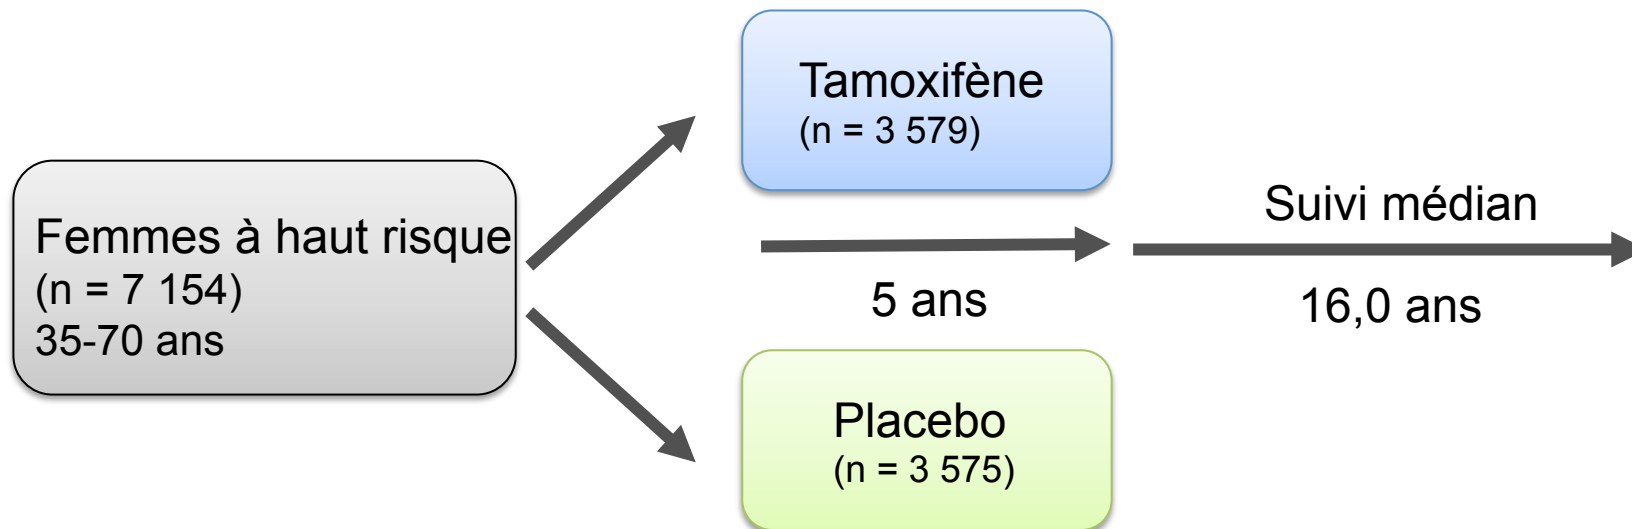 Femmes à haut risque
(n = 7 154)
35-70 ans
Tamoxifène
(n = 3 579)
5 ans
Placebo
(n = 3 575)
Suivi médian
16,0 ans